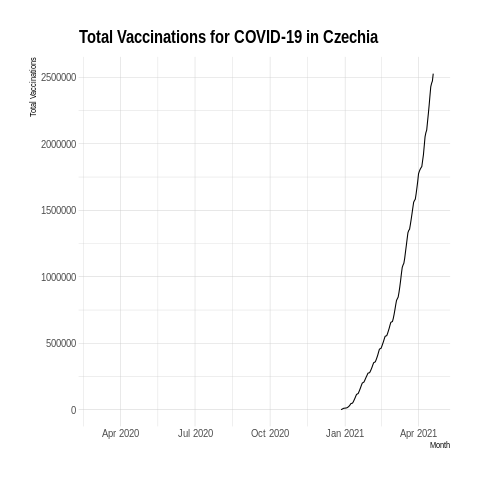 Total Vaccinations for COVID-19 in Czechia
Total Vaccinations
2500000
2000000
1500000
1000000
500000
0
Apr 2020 Jul 2020 Oct 2020 Jan 2021 Apr 2021
Month